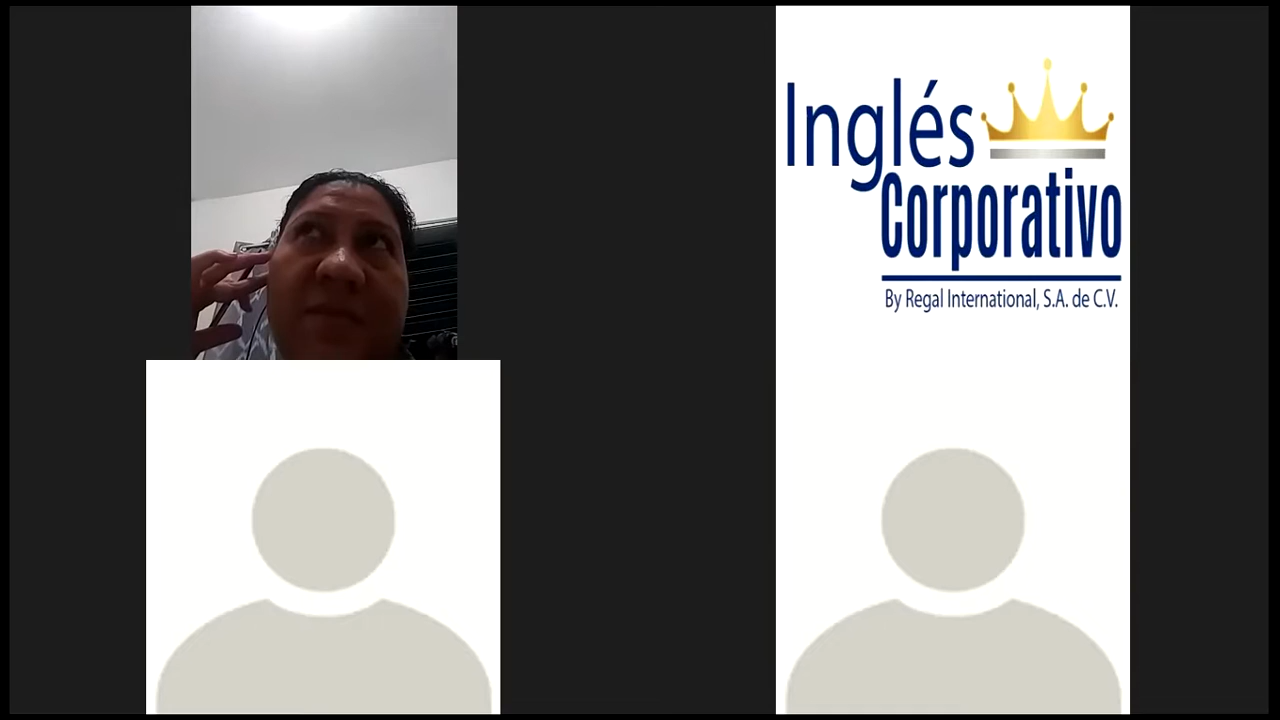 Inglés
Corporativo
By Regal International, S.A. de C.V.